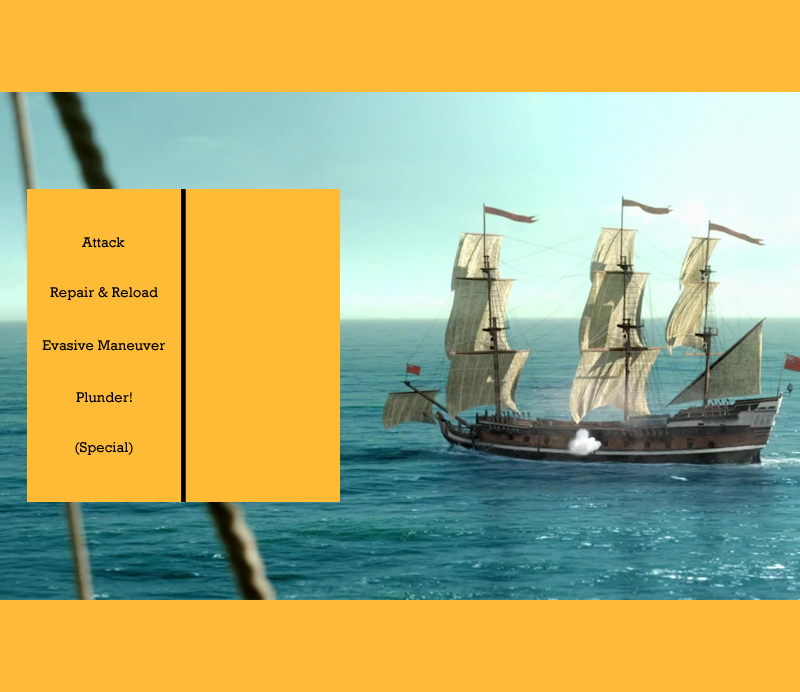 Attack
Repair & Reload
Evasive Maneuver
Plunder!
(Special)